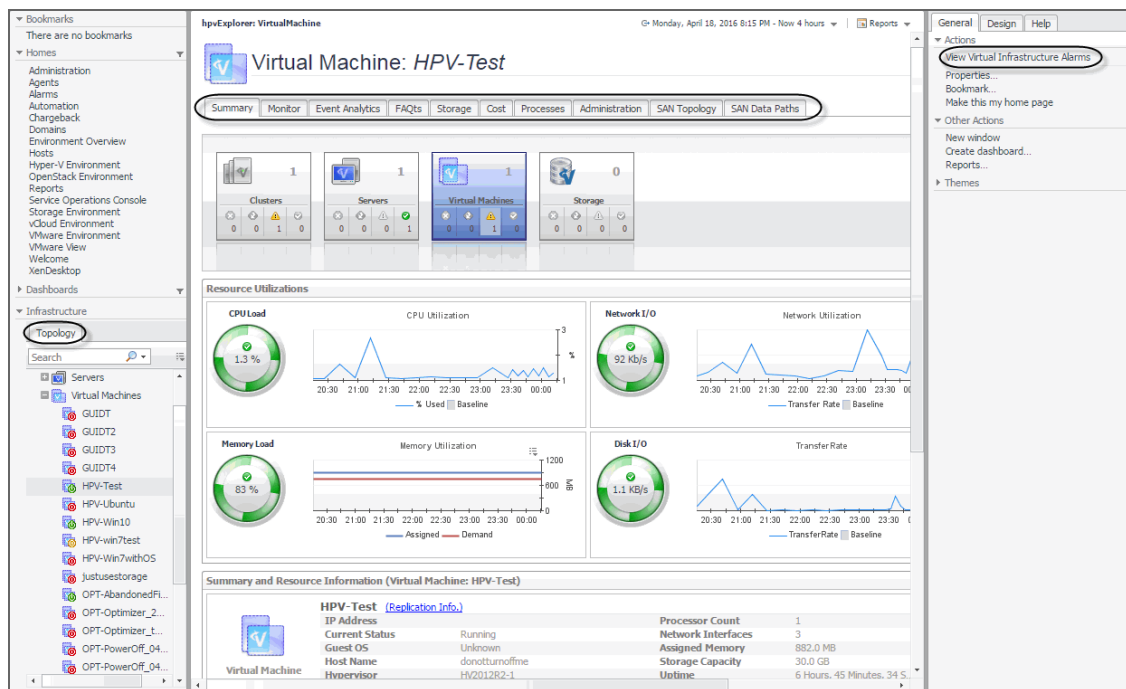 Bookmarks
There are no bookmarks
Homes
Administration
Agents
Alarms
Automation
Chargeback
Domains
Environment Overview
Hosts
Hyper-V Environment
OpenStack Environment
Reports
Service Operations Console
Storage Environment
vCloud Environment
VMware Environment
VMware View
Welcome
XenDesktop
Dashboards
Infrastructure
Topology
Search
Servers
Virtual Machines
GUIDT
GUIDT2
GUIDT3
GUIDT4
HPV-Test
HPV-Ubuntu
HPV-Win10
HPV-win7test
HPV-Win7withOS
justusestorage
OPT-AbandonedFi...
OPT-Optimizer_2...
OPT-Optimizer_t...
OPT-PowerOff_04...
OPT-PowerOff_04...
hpvExplorer: VirtualMachine
Monday, April 18, 2016 8:15 PM - Now 4 hours
Reports
Virtual Machine: HPV-Test
Summary Monitor Event Analytics FAQts Storage Cost Processes Administration SAN Topology SAN Data Paths
1 1 1 0
Clusters Servers Virtual Machines Storage
0 0 1 0 0 0 0 1 0 0 1 0 0 0 0 0
Resource Utilizations
CPU Load
CPU Utilization
1.3 %
3
%
1
20:30 21:00 21:30 22:00 22:30 23:00 23:30 00:00
% Used Baseline
Network I/O
Network Utilization
92 Kb/s
20:30 21:00 21:30 22:00 22:30 23:00 23:30 00
Transfer Rate Baseline
Memory Load
Memory Utilization
83 %
1200
600
0
MB
20:30 21:00 21:30 22:00 22:30 23:00 23:30 00:00
Assigned Demand
Disk I/O
TransferRate
1.1 KB/s
20:30 21:00 21:30 22:00 22:30 23:00 23:30
TransferRate Baseline
Summary and Resource Information (Virtual Machine: HPV-Test)
Virtual Machine
HPV-Test (Replication Info.)
IP Address Processor Count 1
Current Status Running Network Interfaces 3
Guest OS Unknown Assigned Memory 882.0 MB
Host Name donotturnoffme Storage Capacity 30.0 GB
Hypervisor HV2012R2-1 Uptime 6 Hours, 45 Minutes, 34 S
General Design Help
Actions
View Virtual Infrastructure Alarms
Properties...
Bookmark...
Make this my home page
Other Actions
New window
Create dashboard...
Reports...
Themes